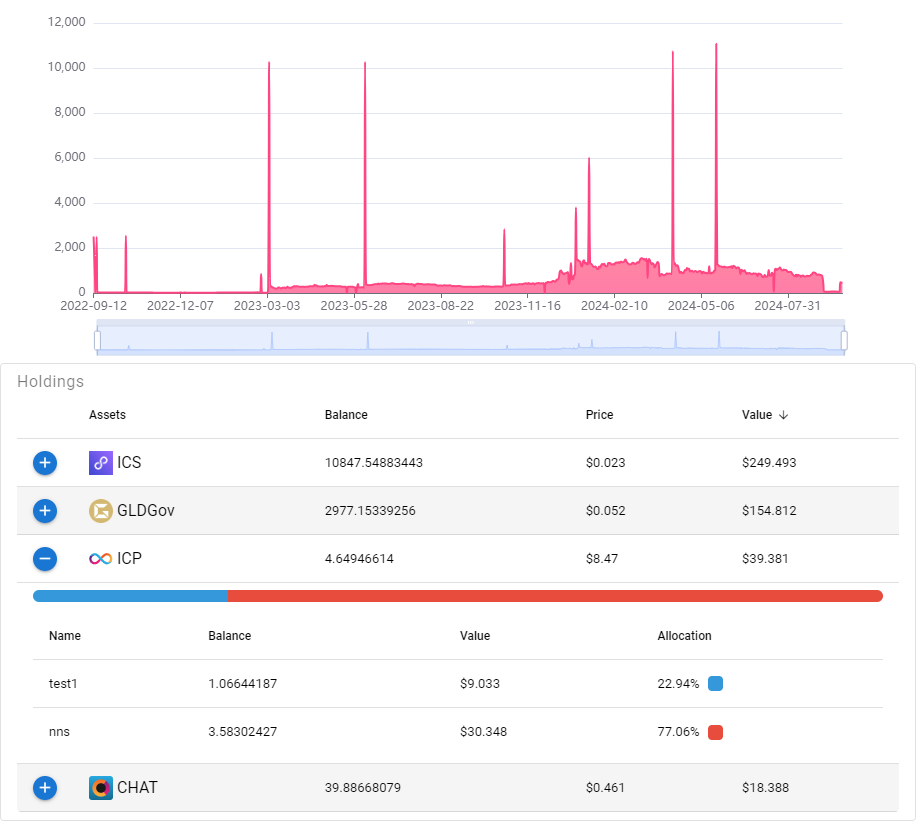 12,000
10,000
8,000
6,000
4,000
2,000
0
2022-09-12 2022-12-07 2023-03-03 2023-05-28 2023-08-22 2023-11-16 2024-02-10 2024-05-06 2024-07-31
Holdings
Assets Balance Price Value ↓
ICS 10847.54883443 $0.023 $249.493
GLDGov 2977.15339256 $0.052 $154.812
ICP 4.64946614 $8.47 $39.381
Name Balance Value Allocation
test1 1.06644187 $9.033 22.94%
nns 3.58302427 $30.348 77.06%
CHAT 39.88668079 $0.461 $18.388